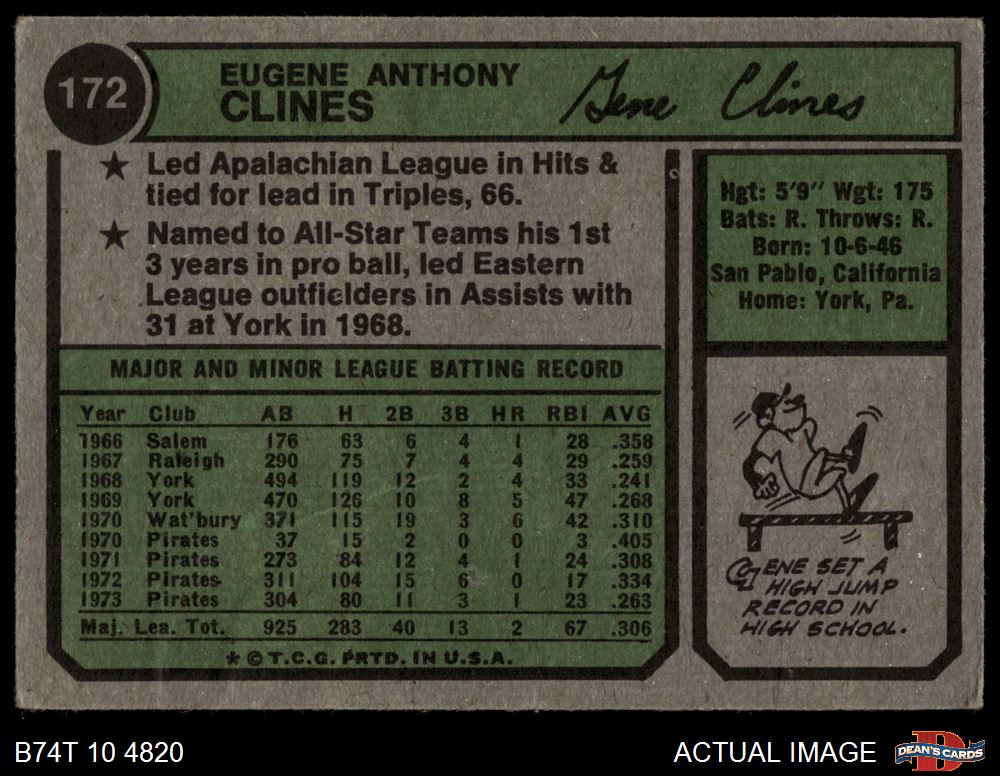 172
EUGENE ANTHONY
CLINES
Gene Clines
★ Led Apalachian League in Hits &
tied for lead in Triples, 66.
★ Named to All-Star Teams his 1st
3 years in pro ball, led Eastern
League outfielders in Assists with
31 at York in 1968.
Hgt: 5'9" Wgt: 175
Bats: R. Throws: R.
Born: 10-6-46
San Pablo, California
Home: York, Pa.
MAJOR AND MINOR LEAGUE BATTING RECORD
Year Club AB H 2B 3B HR RBI AVG
1966 Salem 176 63 6 4 1 28 .358
1967 Raleigh 290 75 7 4 4 29 .259
1968 York 494 119 12 2 4 33 .241
1969 York 470 126 10 8 5 47 .268
1970 Wat'bury 371 115 19 3 6 42 .310
1970 Pirates 37 15 2 0 0 3 .405
1971 Pirates 273 84 12 4 1 24 .308
1972 Pirates 311 104 15 6 0 17 .334
1973 Pirates 304 80 11 3 1 23 .263
Maj. Lea. Tot. 925 283 40 13 2 67 .306
* © T.C.G. PRTD. IN U.S.A.
GENE SET A
HIGH JUMP
RECORD IN
HIGH SCHOOL.
B74T 10 4820
ACTUAL IMAGE
DEAN'S CARDS